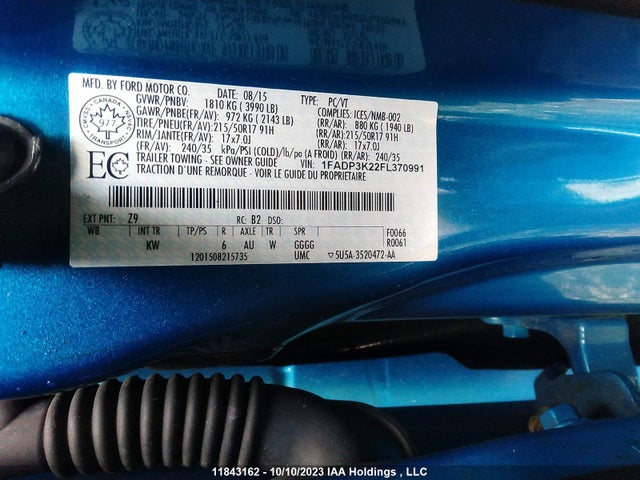 MFD. BY FORD MOTOR CO.
DATE: 08/15
TYPE: PC/VT
GVWR/PNBV: 1810 KG ( 3990 LB)
COMPLIES: ICES/NMB-002
GAWR/PNBE(FR/AV): 972 KG ( 2143 LB)
(RR/AR): 880 KG ( 1940 LB)
TIRE/PNEU(FR/AV): 215/50R17 91H
(RR/AR): 215/50R17 91H
RIM/JANTE(FR/AV): 17x7.0J
(RR/AR): 17x7.0J
(FR/AV): 240/35 kPa/PSI (COLD)/lb/po (A FROID) (RR/AR): 240/35
TRAILER TOWING - SEE OWNER GUIDE
VIN: 1FADP3K22FL370991
TRACTION D'UNE REMORQUE - VOIR LE GUIDE DU PROPRIETAIRE
CANADA
977
TRANSPORT
EC
EXT PNT: Z9 RC: B2 DSO:
WB INT TR TP/PS R AXLE TR SPR F0066
KW 6 AU W GGGG R0061
1201508215735 UMC ▽5U5A-3520472-AA
11843162 - 10/10/2023 IAA Holdings , LLC